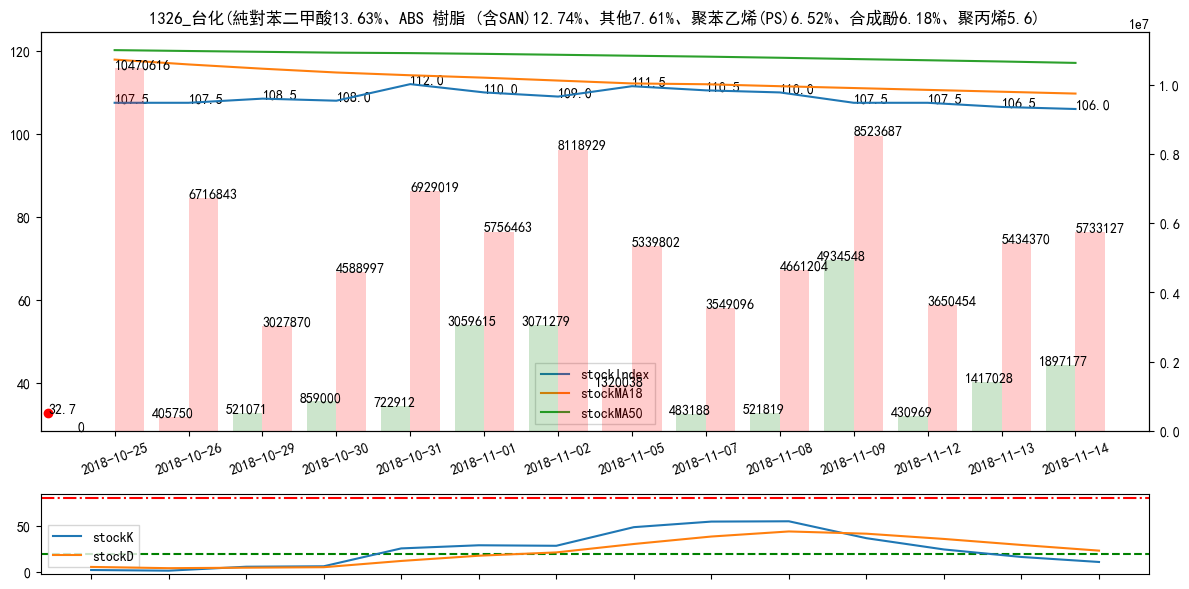 1326_台化(純對苯二甲酸13.63%、ABS 樹脂 (含SAN)12.74%、其他7.61%、聚苯乙烯(PS)6.52%、合成酚6.18%、聚丙烯5.6)
1e7
120
100
80
60
40
1.0
0.8
0.6
0.4
0.2
0.0
10470616
107.5 107.5 108.5 108.0 112.0 110.0 109.0 111.5 110.5 110.0 107.5 107.5 106.5 106.0
6716843 3027870 4588997 6929019 5756463 8118929 5339802 3549096 4661204 8523687 3650454 5434370 5733127
32.7
0 405750 521071 859000 722912 3059615 3071279 1320038 483188 521819 4934548 430969 1417028 1897177
stockIndex
stockMA18
stockMA50
2018-10-25 2018-10-26 2018-10-29 2018-10-30 2018-10-31 2018-11-01 2018-11-02 2018-11-05 2018-11-07 2018-11-08 2018-11-09 2018-11-12 2018-11-13 2018-11-14
50
0
stockK
stockD